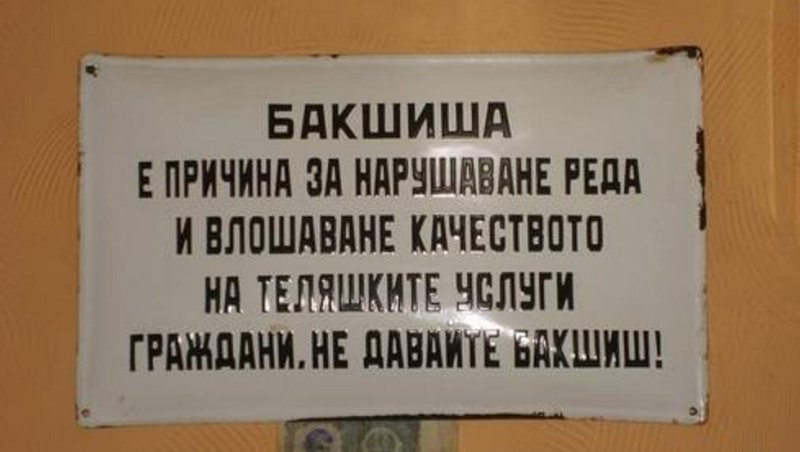 БАКШИША
Е ПРИЧИНА ЗА НАРУШАВАНЕ РЕДА
И ВЛОШАВАНЕ КАЧЕСТВОТО
НА ТЕЛЯШКИТЕ УСЛУГИ
ГРАЖДАНИ. НЕ ДАВАЙТЕ БАКШИШ!